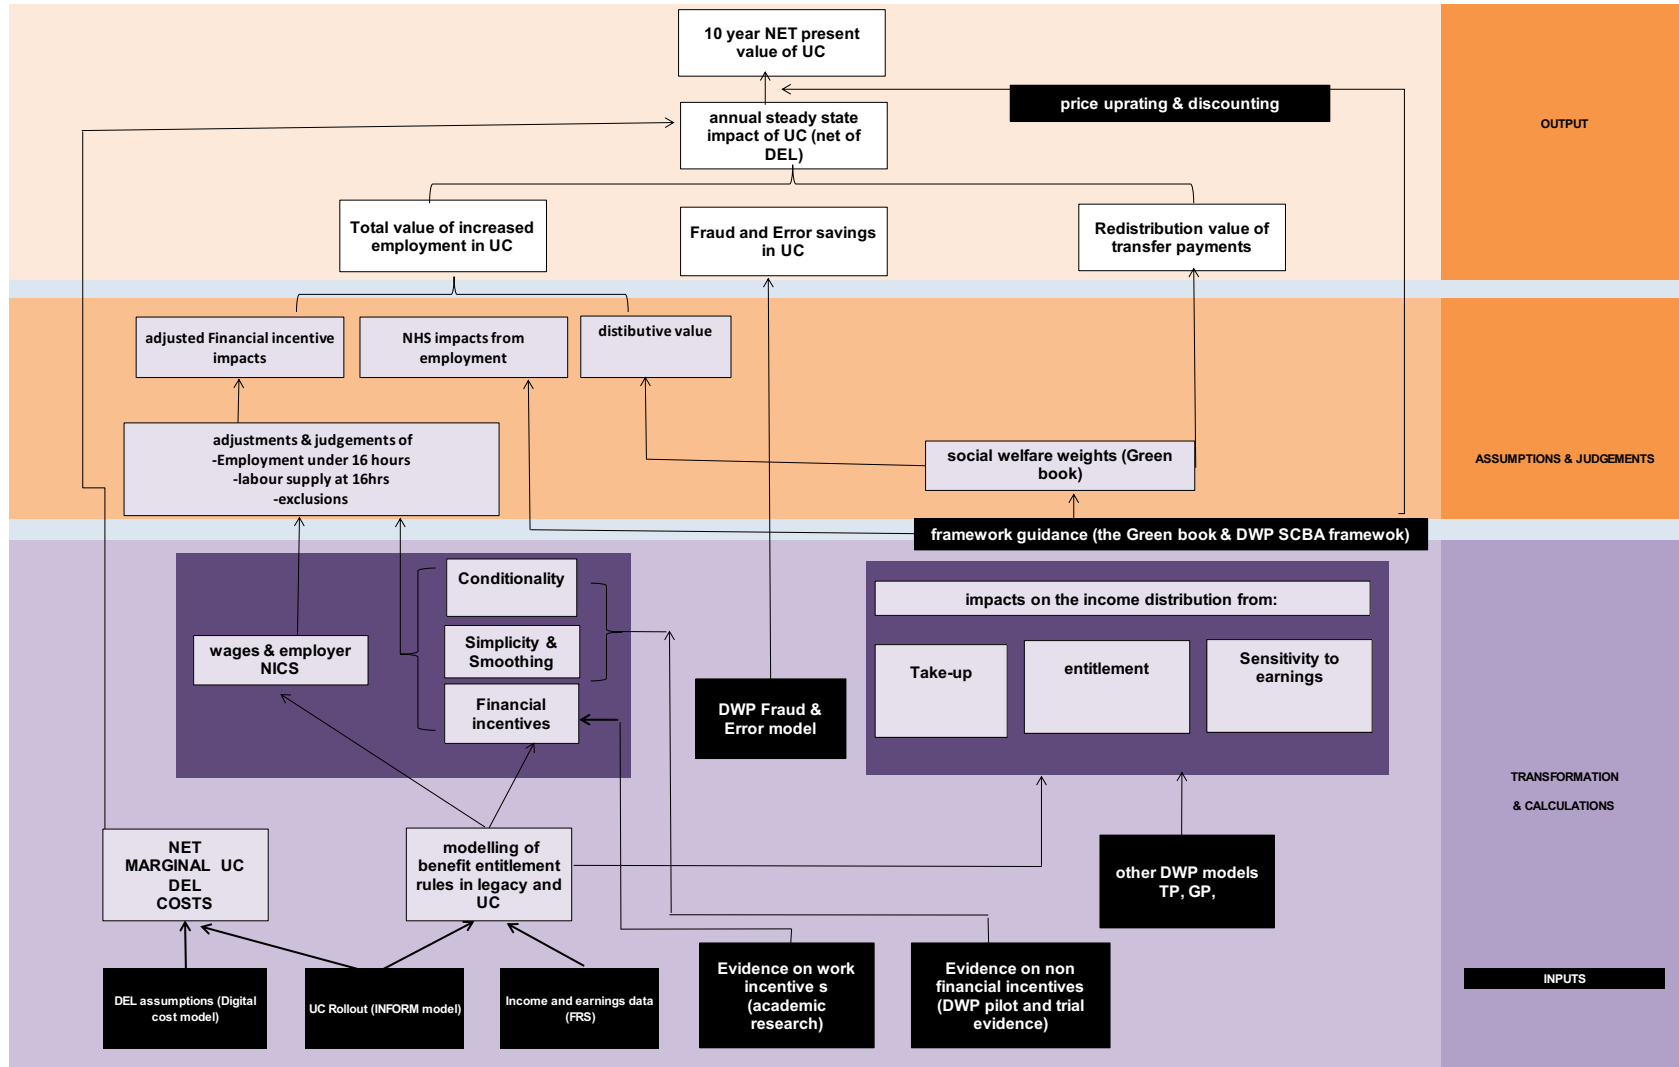 10 year NET present
value of UC
price uprating & discounting
annual steady state
impact of UC (net of
DEL)
OUTPUT
Total value of increased
employment in UC
Fraud and Error savings
in UC
Redistribution value of
transfer payments
adjusted Financial incentive
impacts
NHS impacts from
employment
distibutive value
adjustments & judgements of
-Employment under 16 hours
-labour supply at 16hrs
-exclusions
social welfare weights (Green
book)
ASSUMPTIONS & JUDGEMENTS
framework guidance (the Green book & DWP SCBA framewok)
Conditionality
Simplicity &
Smoothing
Financial
incentives
wages & employer
NICS
DWP Fraud &
Error model
impacts on the income distribution from:
Take-up
entitlement
Sensitivity to
earnings
TRANSFORMATION
& CALCULATIONS
NET
MARGINAL UC
DEL
COSTS
modelling of
benefit entitlement
rules in legacy and
UC
other DWP models
TP, GP,
DEL assumptions (Digital
cost model)
UC Rollout (INFORM model)
Income and earnings data
(FRS)
Evidence on work
incentive s
(academic
research)
Evidence on non
financial incentives
(DWP pilot and trial
evidence)
INPUTS